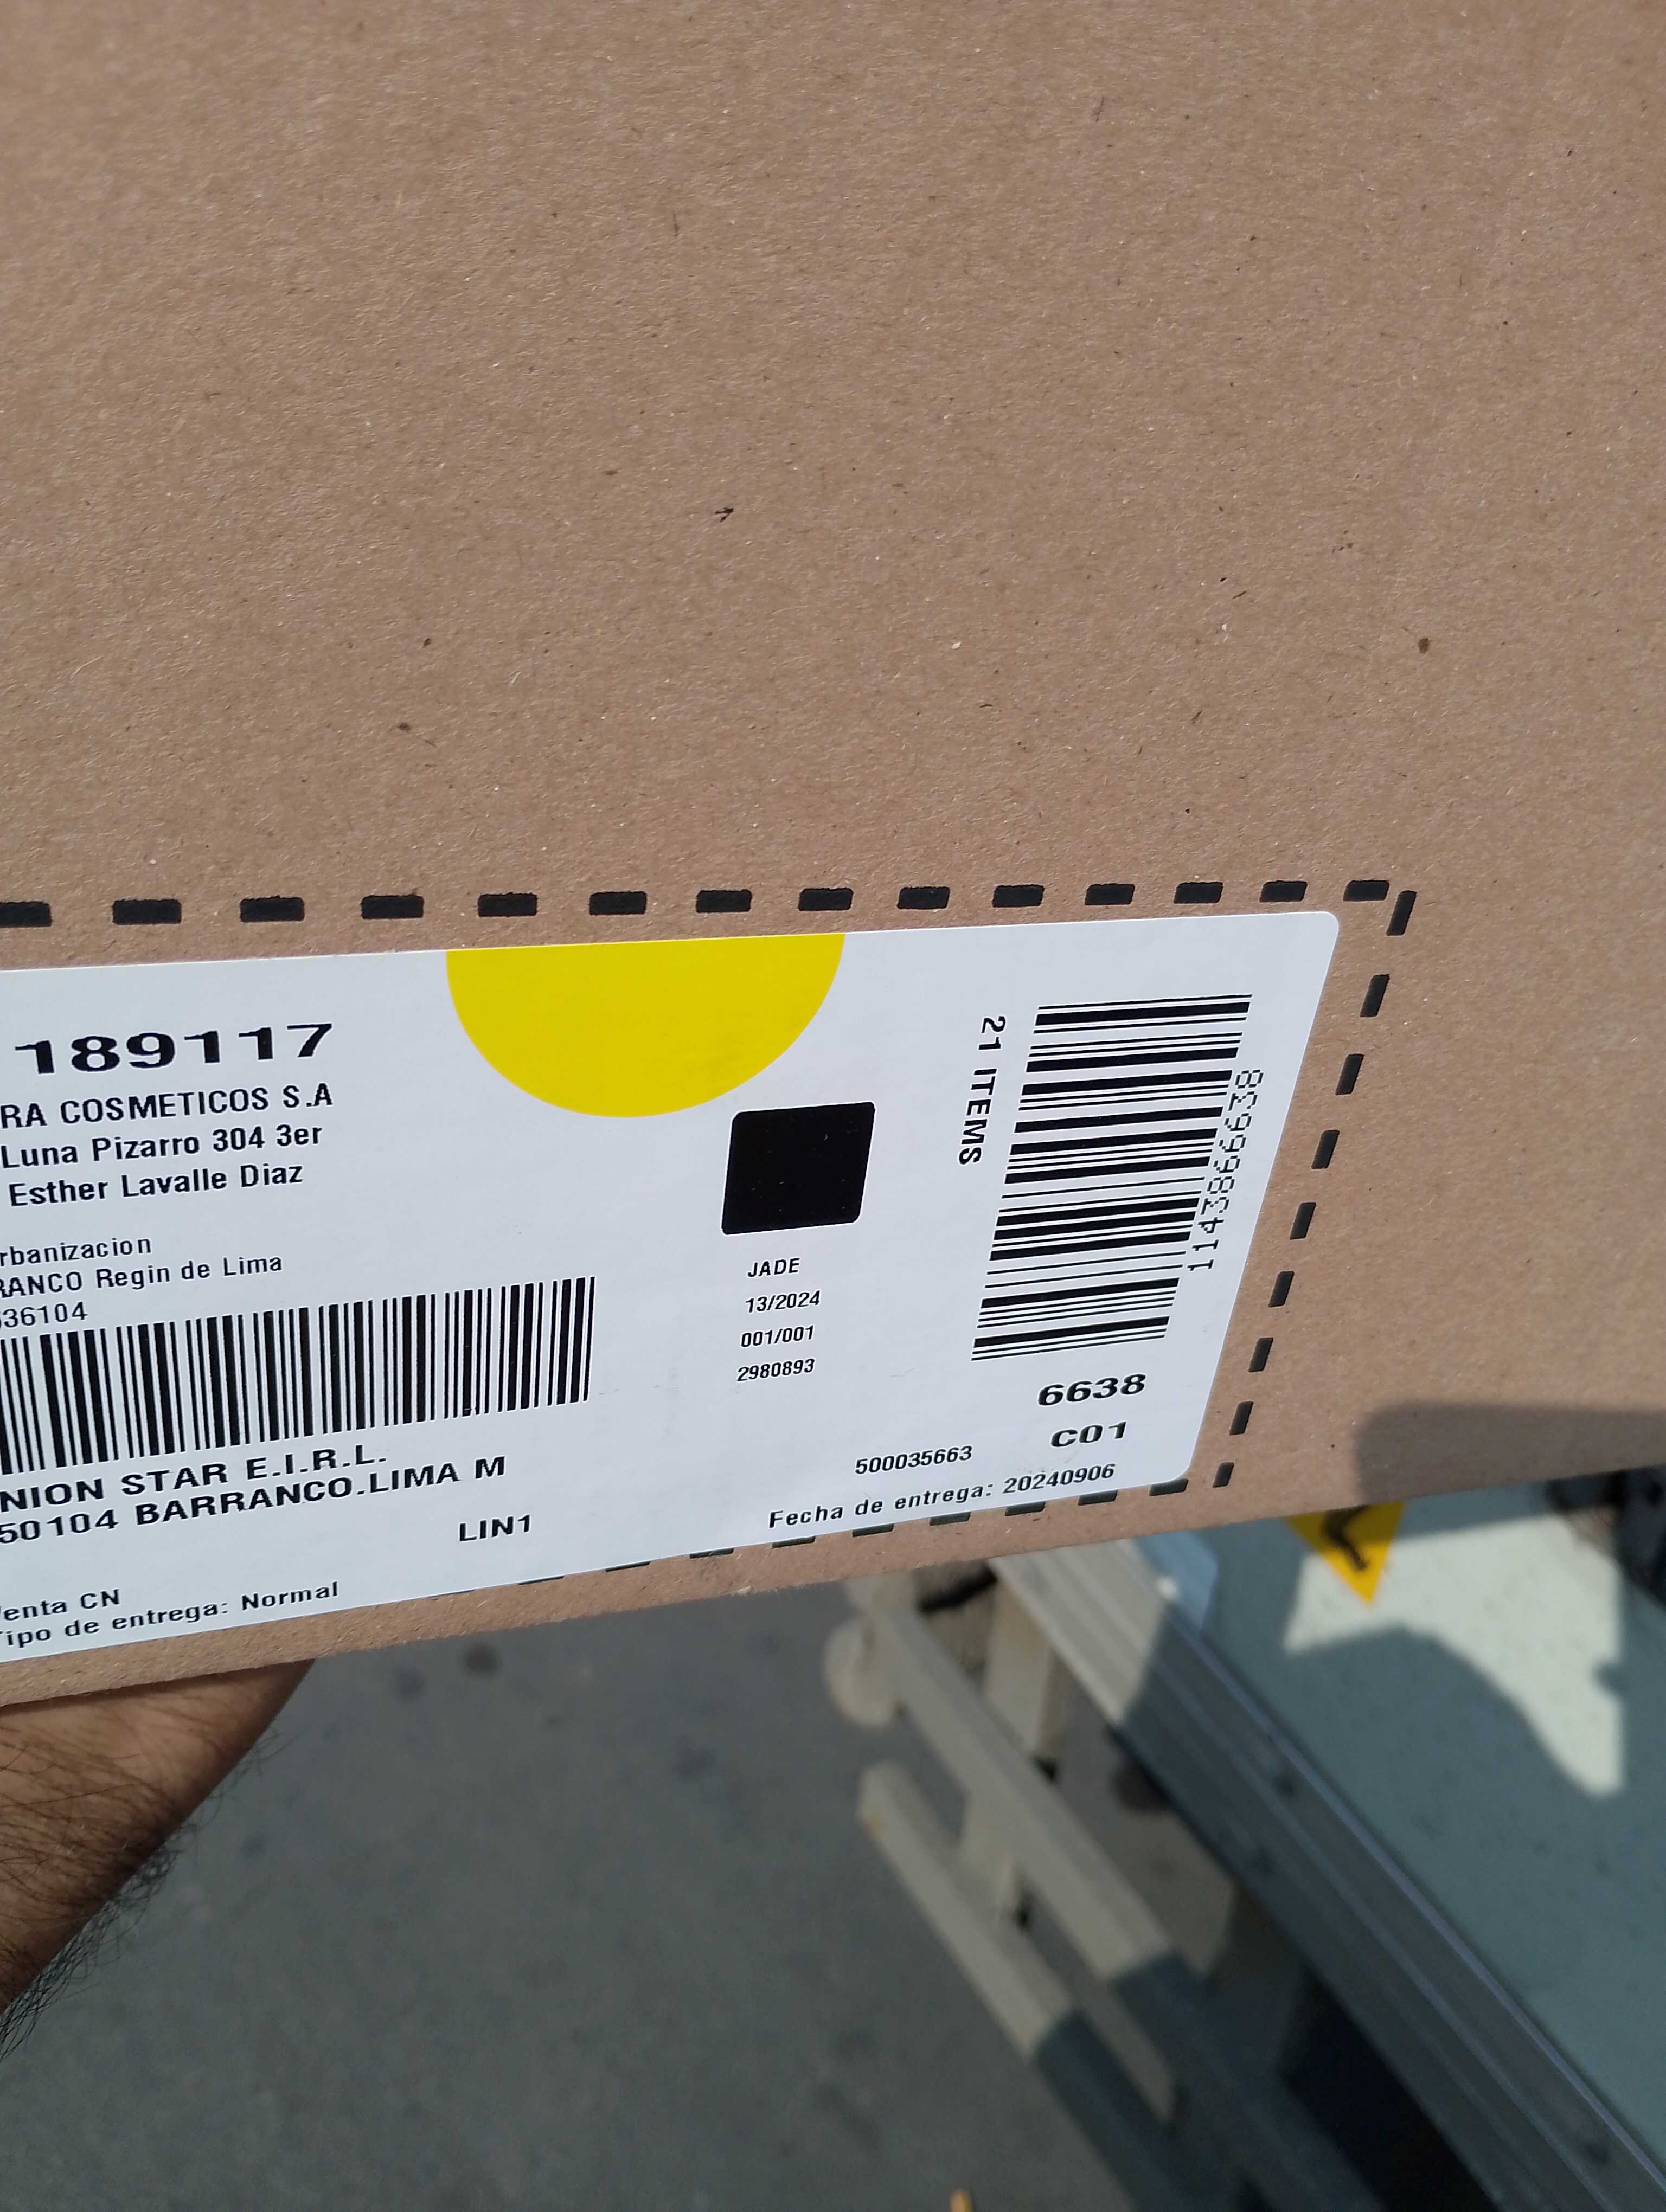 189117
RA COSMETICOS S.A
Luna Pizarro 304 3er
Esther Lavalle Diaz
rbanizacion
RANCO Regin de Lima
36104
NION STAR E.I.R.L.
50104 BARRANCO.LIMA M
LIN1
enta CN
ipo de entrega: Normal
JADE
13/2024
001/001
2980893
21 ITEMS
6638
C01
500035663
Fecha de entrega: 20240906